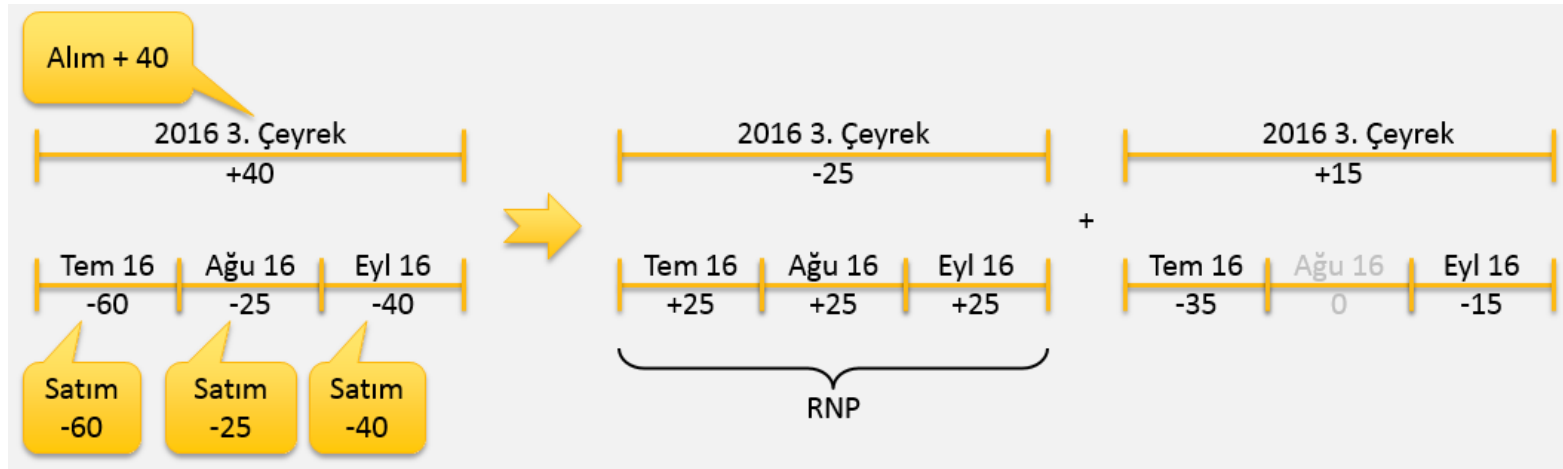 Alım + 40
2016 3. Çeyrek
+40
Tem 16 Ağu 16 Eyl 16
-60 -25 -40
Satım
-60
Satım
-25
Satım
-40
2016 3. Çeyrek
-25
Tem 16 Ağu 16 Eyl 16
+25 +25 +25
RNP
+
2016 3. Çeyrek
+15
Tem 16 Ağu 16 Eyl 16
-35 0 -15